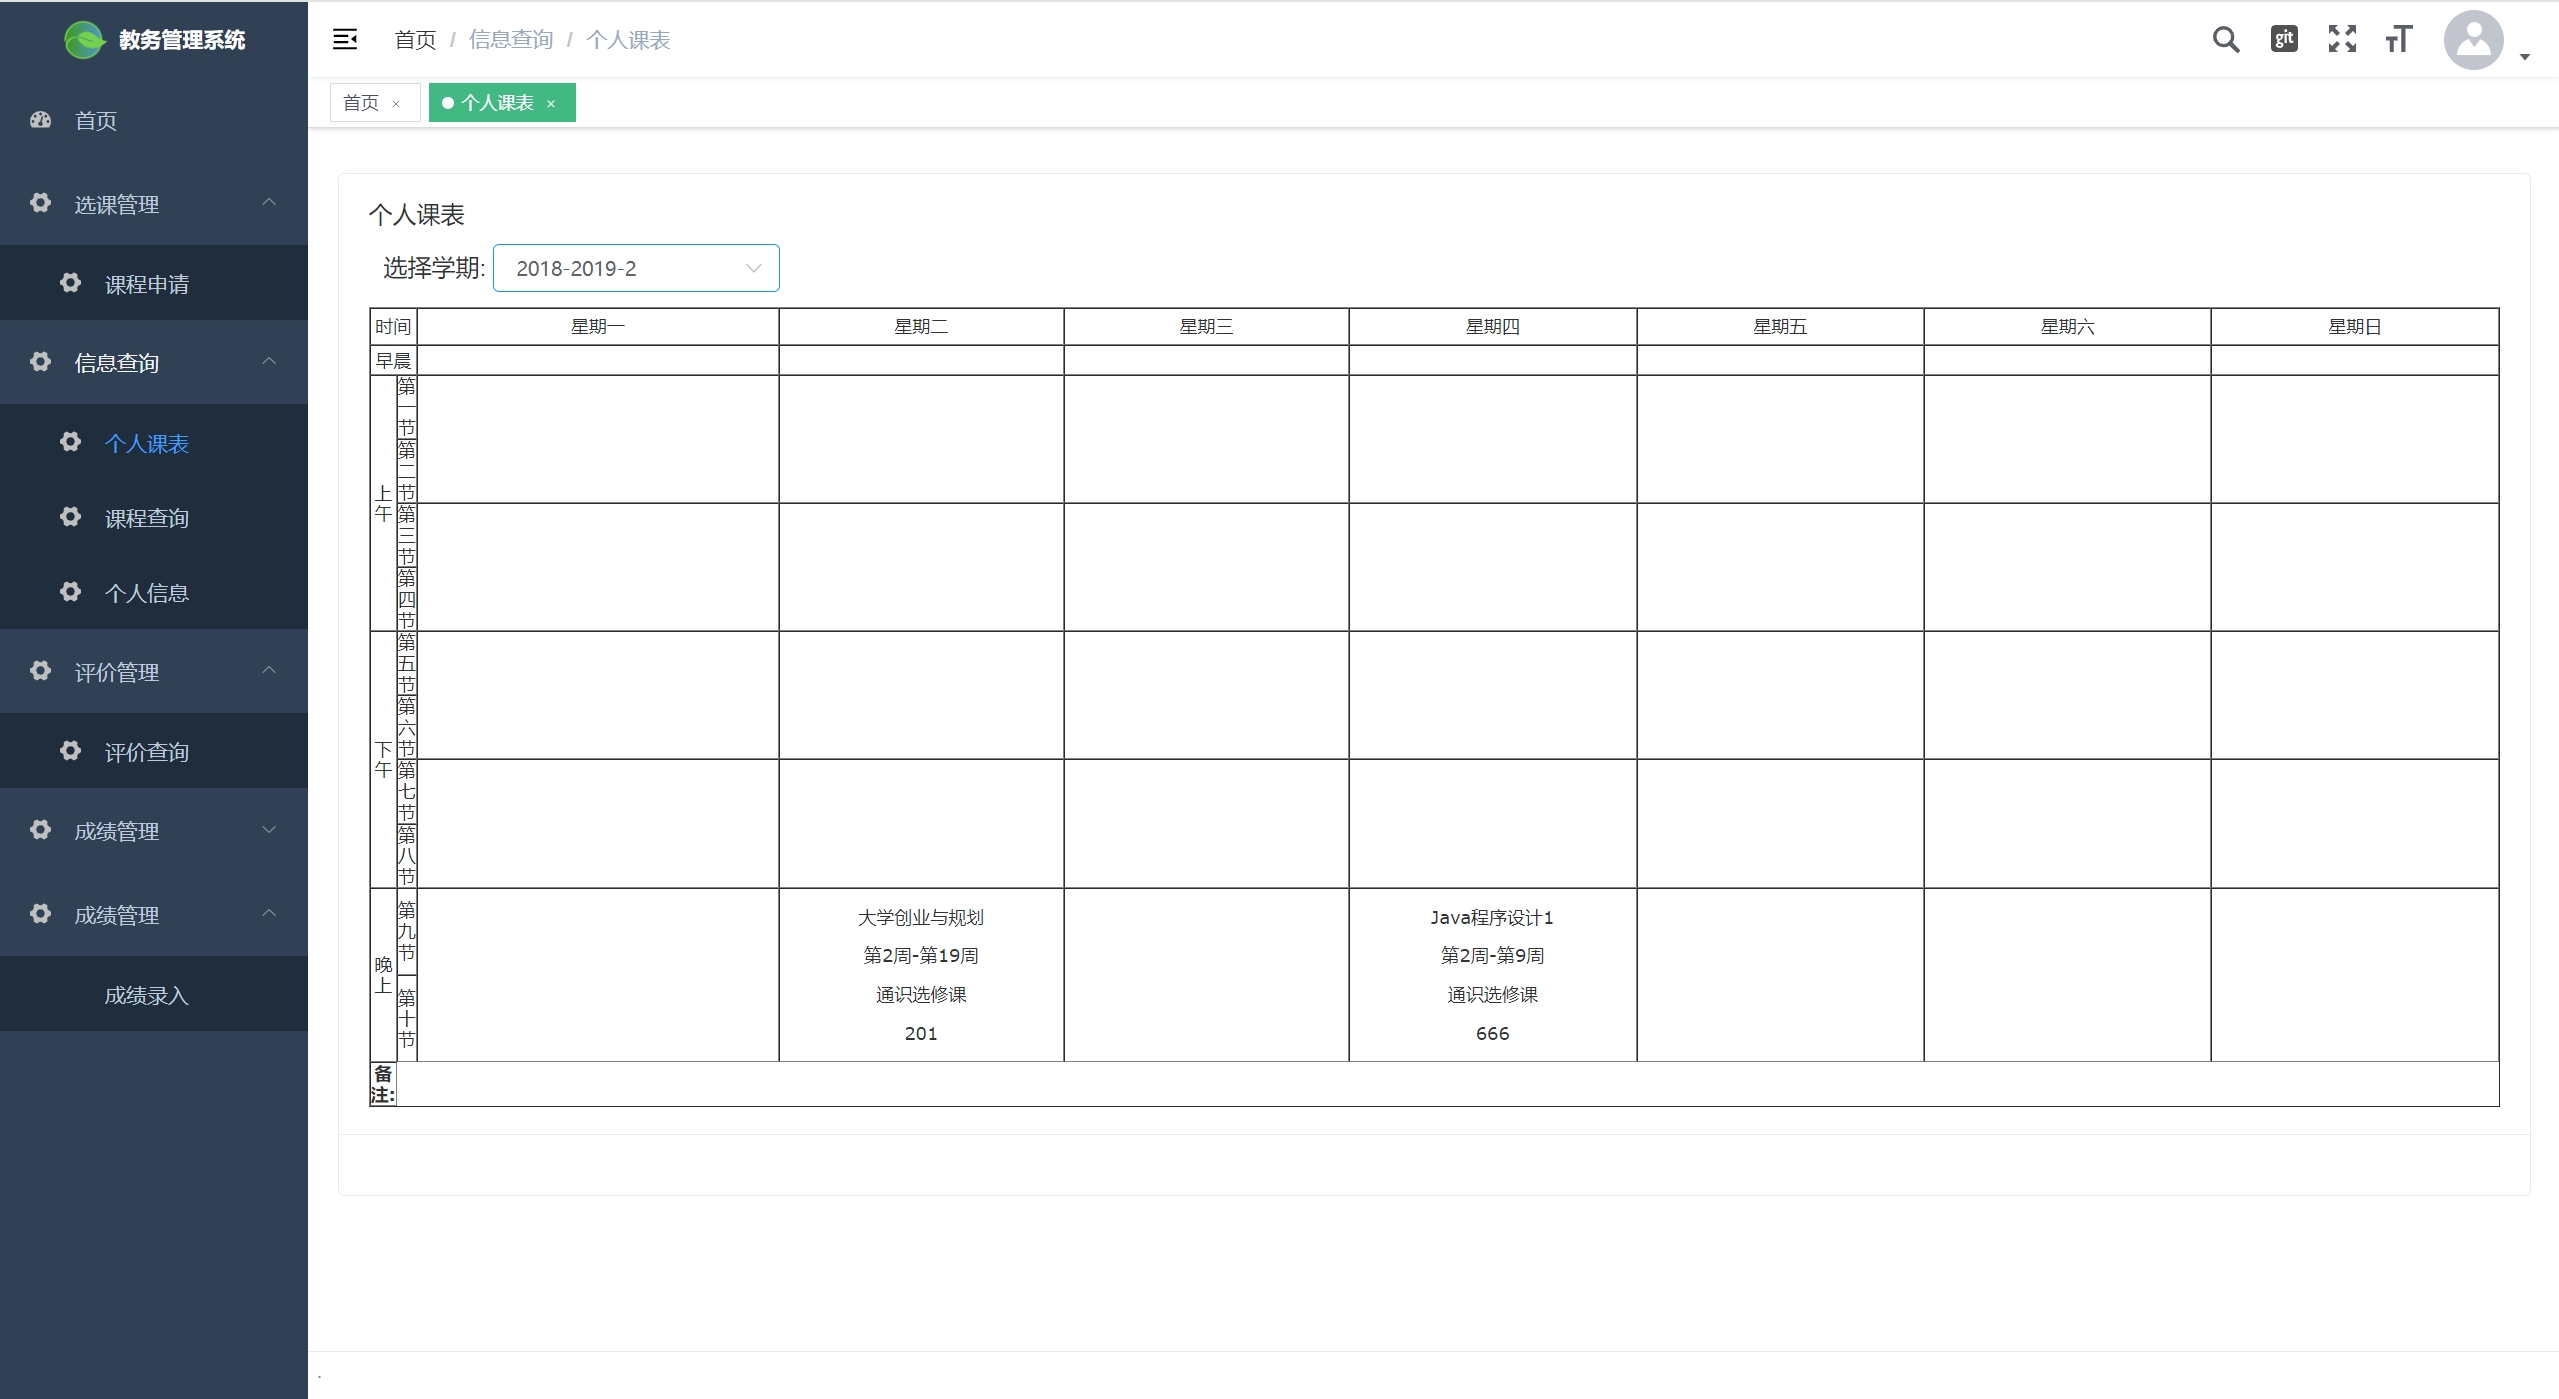 教务管理系统
首页
选课管理
课程申请
信息查询
个人课表
课程查询
个人信息
评价管理
评价查询
成绩管理
成绩管理
成绩录入
首页 / 信息查询 / 个人课表
git
首页 ×
个人课表 ×
个人课表
选择学期: 2018-2019-2
时间 星期一 星期二 星期三 星期四 星期五 星期六 星期日
早晨
上午
第一节
第二节
第三节
第四节
下午
第五节
第六节
第七节
第八节
晚上
第九节
第十节
大学创业与规划
第2周-第19周
通识选修课
201
Java程序设计1
第2周-第9周
通识选修课
666
备注:
.